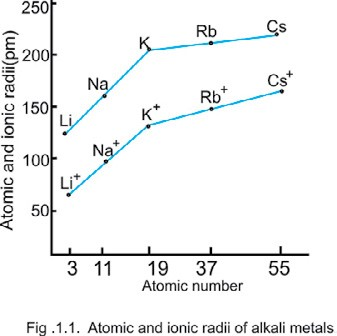 250
200
150
100
50
Atomic and ionic radii(pm)
Li
Na
K
Rb
Cs
Li+
Na+
K+
Rb+
Cs+
3 11 19 37 55
Atomic number
Fig .1.1. Atomic and ionic radii of alkali metals